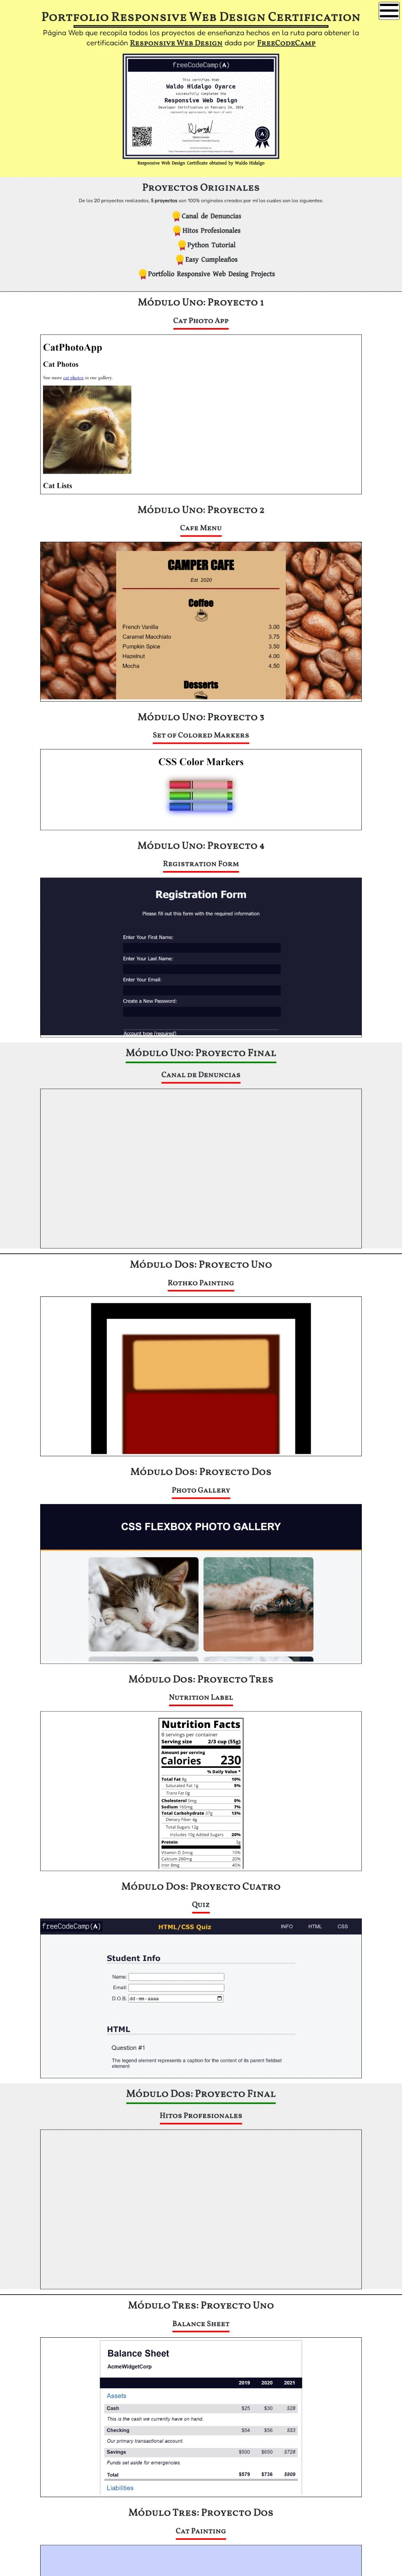 Portfolio Responsive Web Design Certification
Página Web que recopila todos los proyectos de enseñanza hechos en la ruta para obtener la
certificación Responsive Web Design dada por FreeCodeCamp
freeCodeCamp(A)
This certifies that
Waldo Hidalgo Oyarce
successfully completed the
Responsive Web Design
Developer Certification on February 24, 2024
Responsive Web Design Certificate obtained by Waldo Hidalgo
Proyectos Originales
De los 20 proyectos realizados, 5 proyectos son 100% originales creados por mí los cuales son los siguientes:
Canal de Denuncias
Hitos Profesionales
Python Tutorial
Easy Cumpleaños
Portfolio Responsive Web Desing Projects
Módulo Uno: Proyecto 1
Cat Photo App
CatPhotoApp
Cat Photos
See more cat photos in our gallery.
Cat Lists
Módulo Uno: Proyecto 2
Cafe Menu
CAMPER CAFE
Est. 2020
Coffee
French Vanilla 3.00
Caramel Macchiato 3.75
Pumpkin Spice 3.50
Hazelnut 4.00
Mocha 4.50
Desserts
Módulo Uno: Proyecto 3
Set of Colored Markers
CSS Color Markers
Módulo Uno: Proyecto 4
Registration Form
Registration Form
Please fill out this form with the required information
Enter Your First Name:
Enter Your Last Name:
Enter Your Email:
Create a New Password:
Account type (required)
Módulo Uno: Proyecto Final
Canal de Denuncias
Módulo Dos: Proyecto Uno
Rothko Painting
Módulo Dos: Proyecto Dos
Photo Gallery
CSS FLEXBOX PHOTO GALLERY
Módulo Dos: Proyecto Tres
Nutrition Label
Nutrition Facts
8 servings per container
Serving size 2/3 cup (55g)
Amount per serving
Calories 230
% Daily Value *
Total Fat 8g 10%
Saturated Fat 1g 5%
Trans Fat 0g
Cholesterol 0mg 0%
Sodium 160mg 7%
Total Carbohydrate 37g 13%
Dietary Fiber 4g
Total Sugars 12g
Includes 10g Added Sugars 20%
Protein 3g
Vitamin D 2mcg 10%
Calcium 260mg 20%
Iron 8mg 45%
Módulo Dos: Proyecto Cuatro
Quiz
freeCodeCamp(A) HTML/CSS Quiz INFO HTML CSS
Student Info
Name:
Email:
D.O.B. dd-mm-aaaa
HTML
Question #1
The legend element represents a caption for the content of its parent fieldset
element
Módulo Dos: Proyecto Final
Hitos Profesionales
Módulo Tres: Proyecto Uno
Balance Sheet
Balance Sheet
AcmeWidgetCorp
2019 2020 2021
Assets
Cash $25 $30 $28
This is the cash we currently have on hand.
Checking $54 $56 $53
Our primary transactional account.
Savings $500 $650 $728
Funds set aside for emergencies.
Total $579 $736 $809
Liabilities
Módulo Tres: Proyecto Dos
Cat Painting